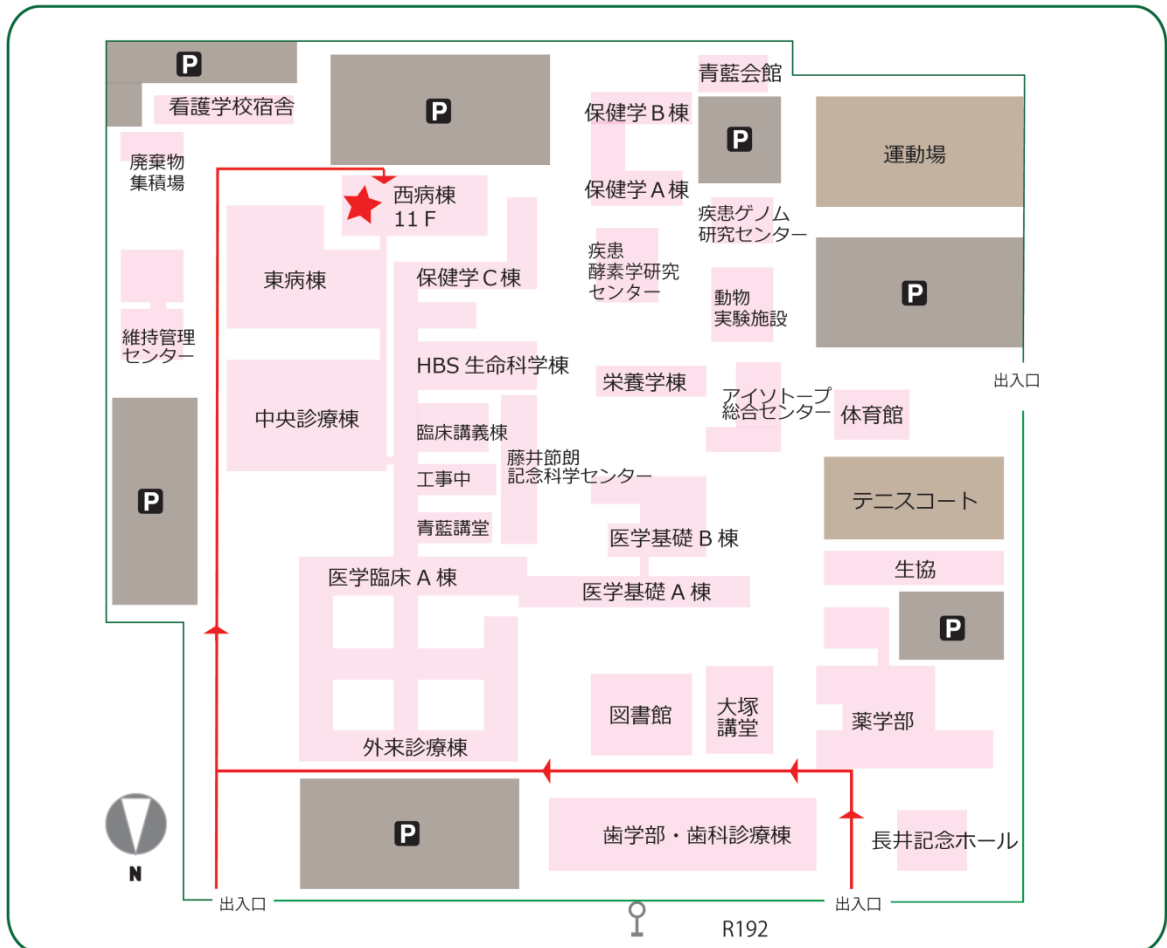 P
青藍会館
看護学校宿舎
P
保健学B棟
P
運動場
廃棄物
集積場
西病棟
11F
保健学A棟
疾患ゲノム
研究センター
東病棟
保健学C棟
疾患
酵素学研究
センター
動物
実験施設
P
維持管理
センター
HBS 生命科学棟
栄養学棟
出入口
アイソトープ
総合センター
体育館
中央診療棟
臨床講義棟
藤井節朗
記念科学センター
工事中
P
テニスコート
青藍講堂
医学基礎B棟
医学臨床A棟
医学基礎A棟
生協
P
図書館
大塚
講堂
薬学部
外来診療棟
P
歯学部・歯科診療棟
長井記念ホール
N
出入口
出入口
R192